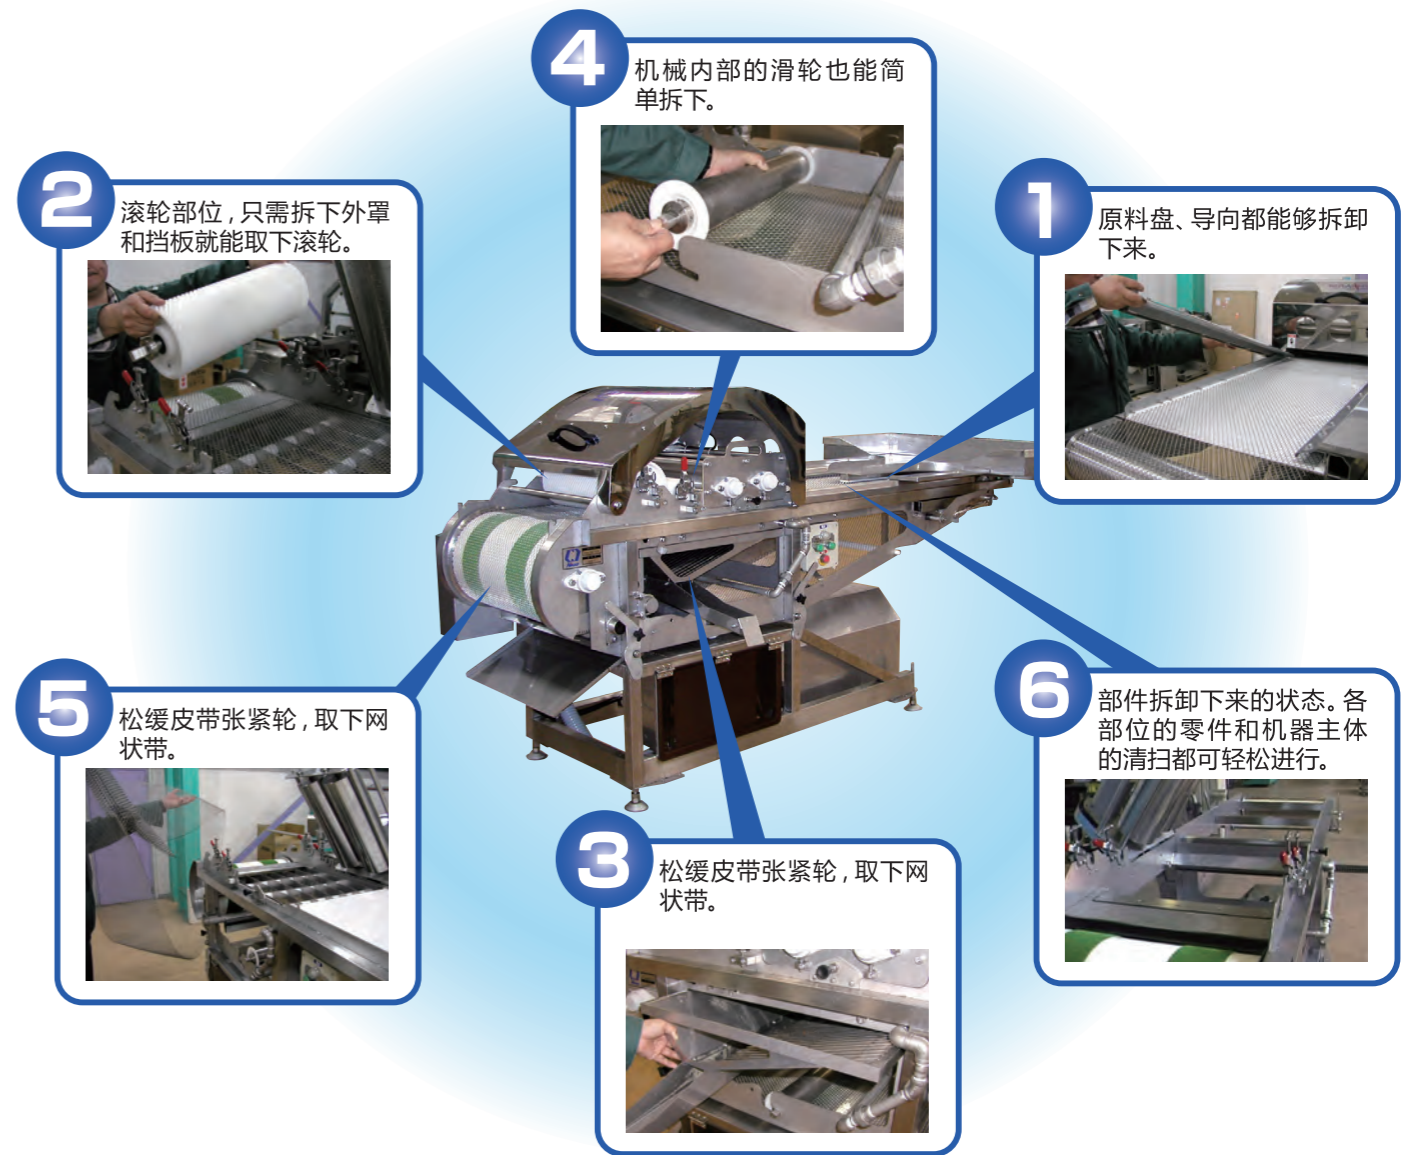 4
机械内部的滑轮也能简
单拆下。
2
滚轮部位，只需拆下外罩
和挡板就能取下滚轮。
1
原料盘、导向都能够拆卸
下来。
5
松缓皮带张紧轮，取下网
状带。
6
部件拆卸下来的状态。各
部位的零件和机器主体
的清扫都可轻松进行。
3
松缓皮带张紧轮，取下网
状带。